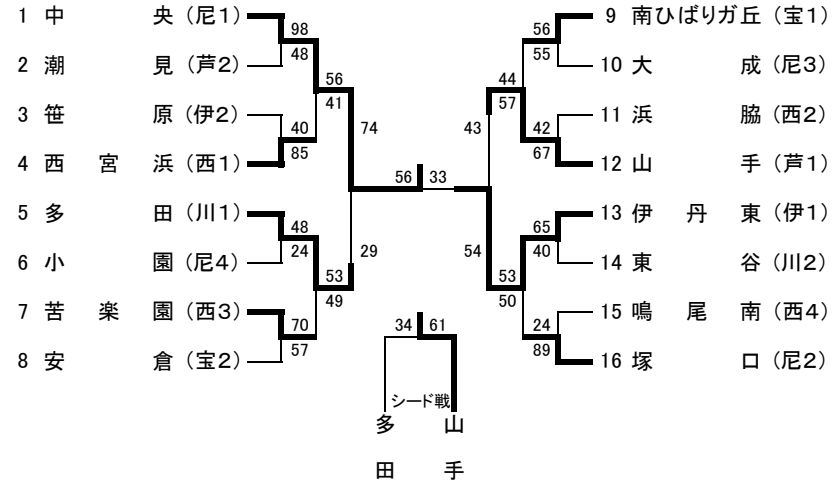 1 中 央 (尼1) 98 56 9 南ひばりガ丘 (宝1)
48 55
2 潮 見 (芦2) 10 大 成 (尼3)
56 44
41 57
3 笹 原 (伊2) 11 浜 脇 (西2)
40 74 43 42
85 67
4 西 宮 浜 (西1) 12 山 手 (芦1)
56 33
5 多 田 (川1) 13 伊 丹 東 (伊1)
48 65
24 29 54 40
6 小 園 (尼4) 14 東 谷 (川2)
53 53
49 50
7 苦 楽 園 (西3) 15 鳴 尾 南 (西4)
70 34 61 24
57 89
8 安 倉 (宝2) 16 塚 口 (尼2)
シード戦
多 山
田 手